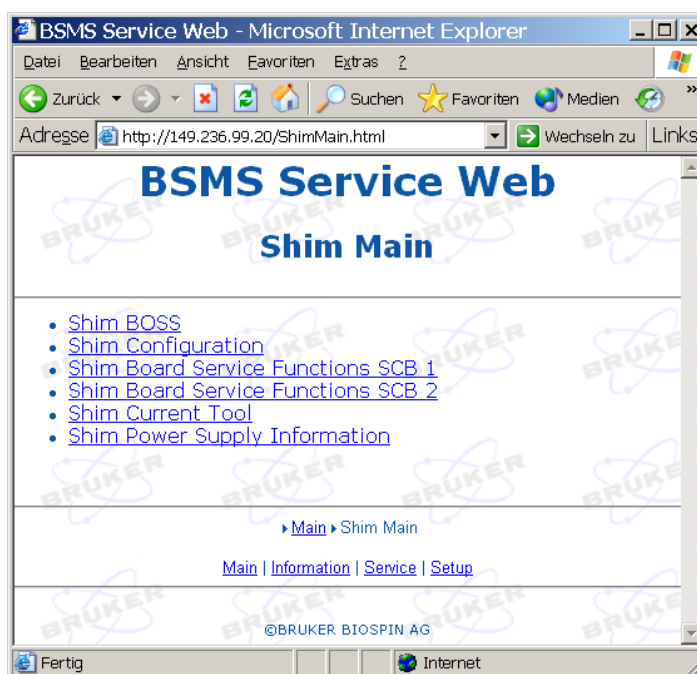 BSMS Service Web - Microsoft Internet Explorer
Datei Bearbeiten Ansicht Favoriten Extras ?
Zurück Suchen Favoriten Medien »
Adresse http://149.236.99.20/ShimMain.html Wechseln zu Links
BSMS Service Web
Shim Main
• Shim BOSS
• Shim Configuration
• Shim Board Service Functions SCB 1
• Shim Board Service Functions SCB 2
• Shim Current Tool
• Shim Power Supply Information
Main Shim Main
Main | Information | Service | Setup
©BRUKER BIOSPIN AG
Fertig Internet